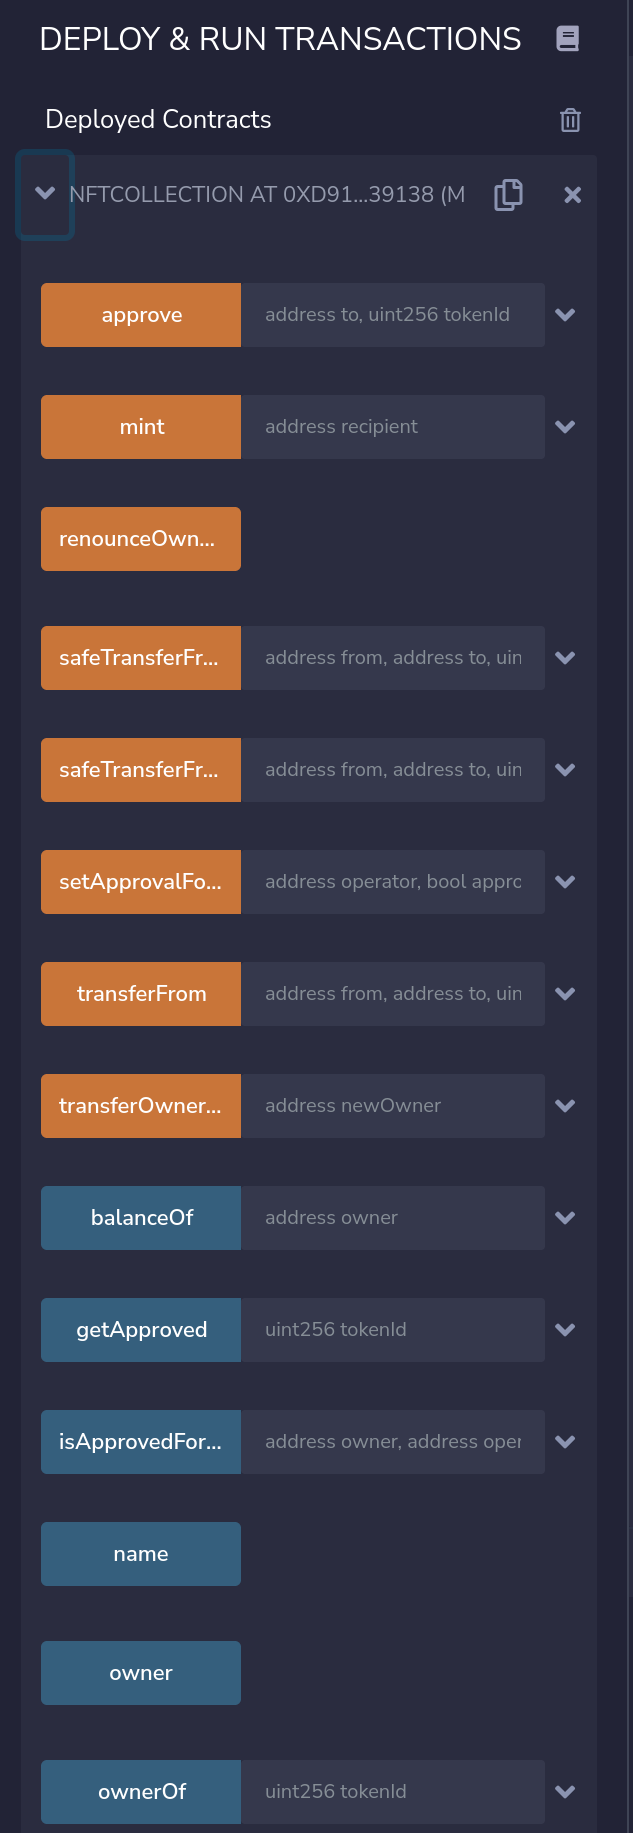 DEPLOY & RUN TRANSACTIONS
Deployed Contracts
NFTCOLLECTION AT 0XD91...39138 (M
approve address to, uint256 tokenId
mint address recipient
renounceOwn...
safeTransferFr... address from, address to, uin
safeTransferFr... address from, address to, uin
setApprovalFo... address operator, bool appro
transferFrom address from, address to, uin
transferOwner... address newOwner
balanceOf address owner
getApproved uint256 tokenId
isApprovedFor... address owner, address oper
name
owner
ownerOf uint256 tokenId